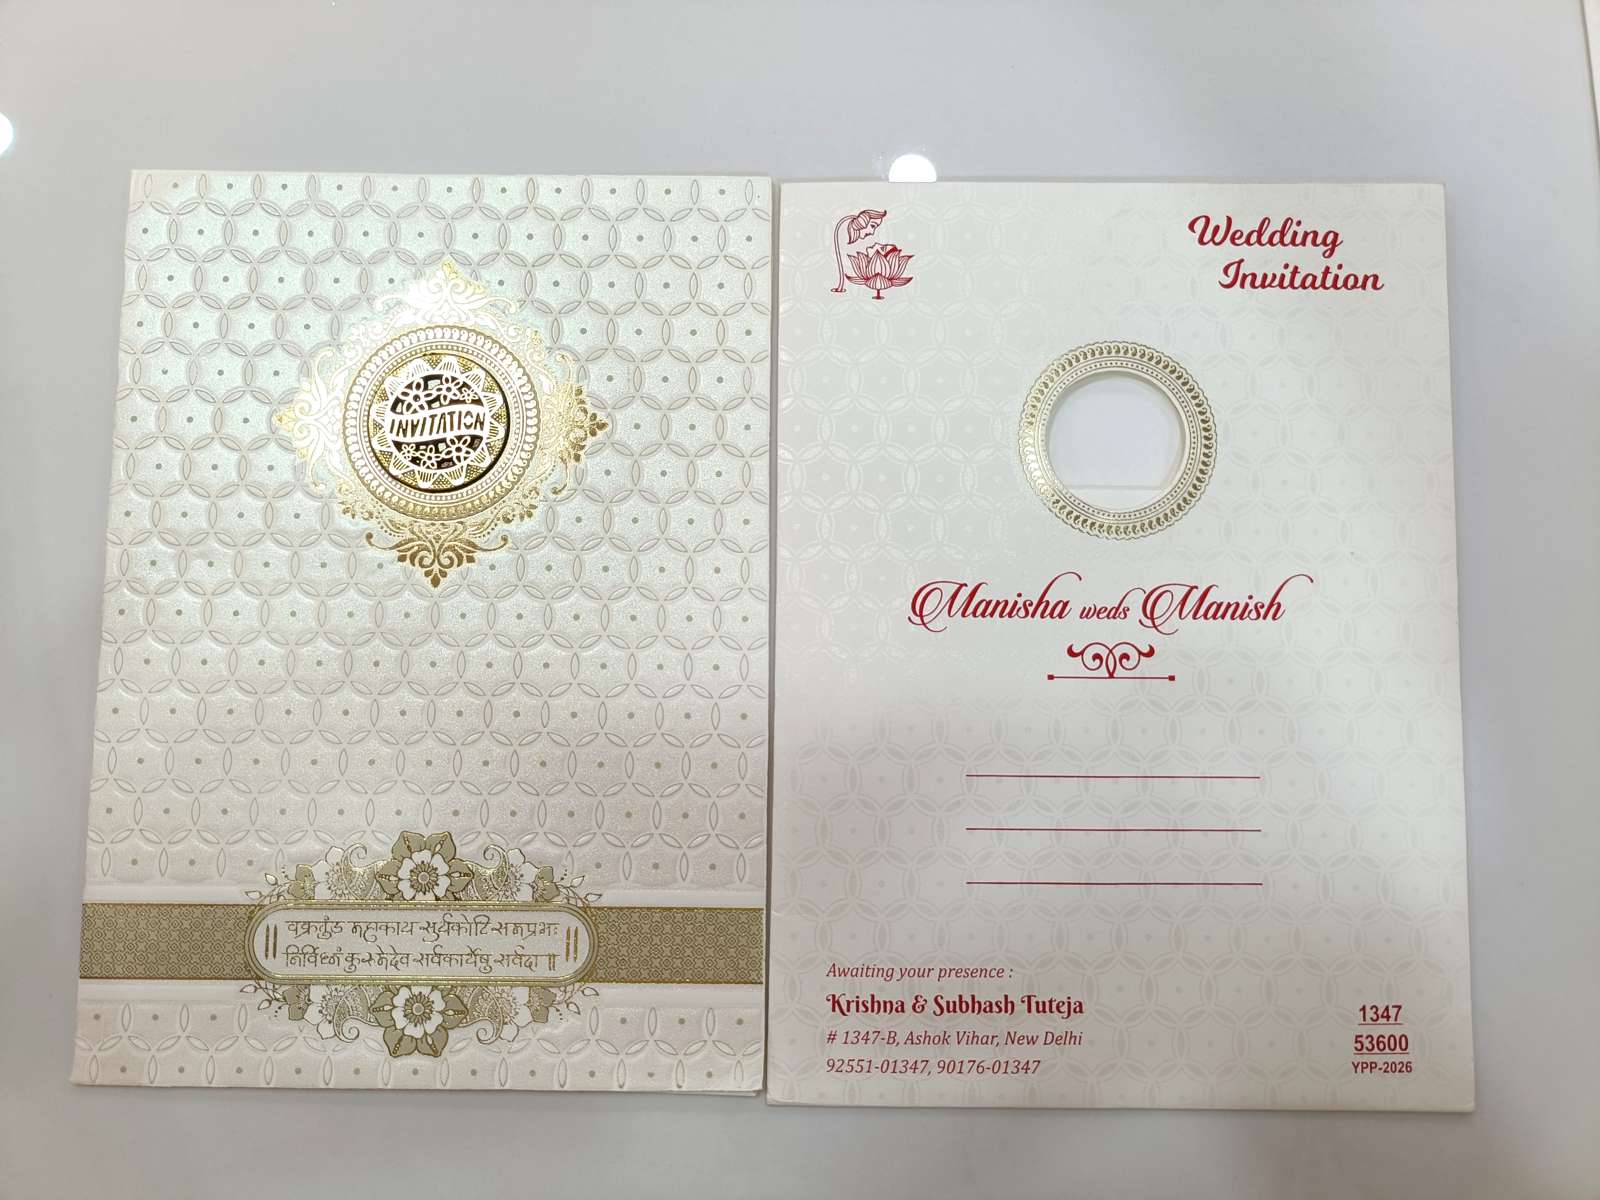 INVITATION
॥ वक्रतुंड महाकाय सुर्यकोटि समप्रभः ॥
निर्विघ्नं कुरुमेदेव सर्वकार्येषु सर्वदा ॥
Wedding
Invitation
Manisha weds Manish
Awaiting your presence :
Krishna & Subhash Tuteja
# 1347-B, Ashok Vihar, New Delhi
92551-01347, 90176-01347
1347
53600
YPP-2026